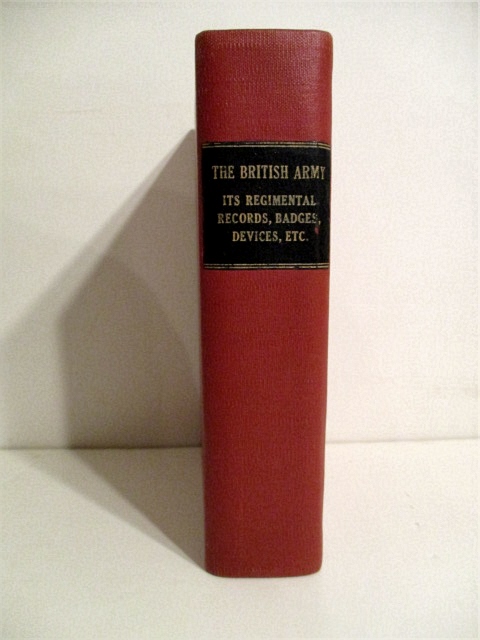 THE BRITISH ARMY
ITS REGIMENTAL
RECORDS, BADGES,
DEVICES, ETC.